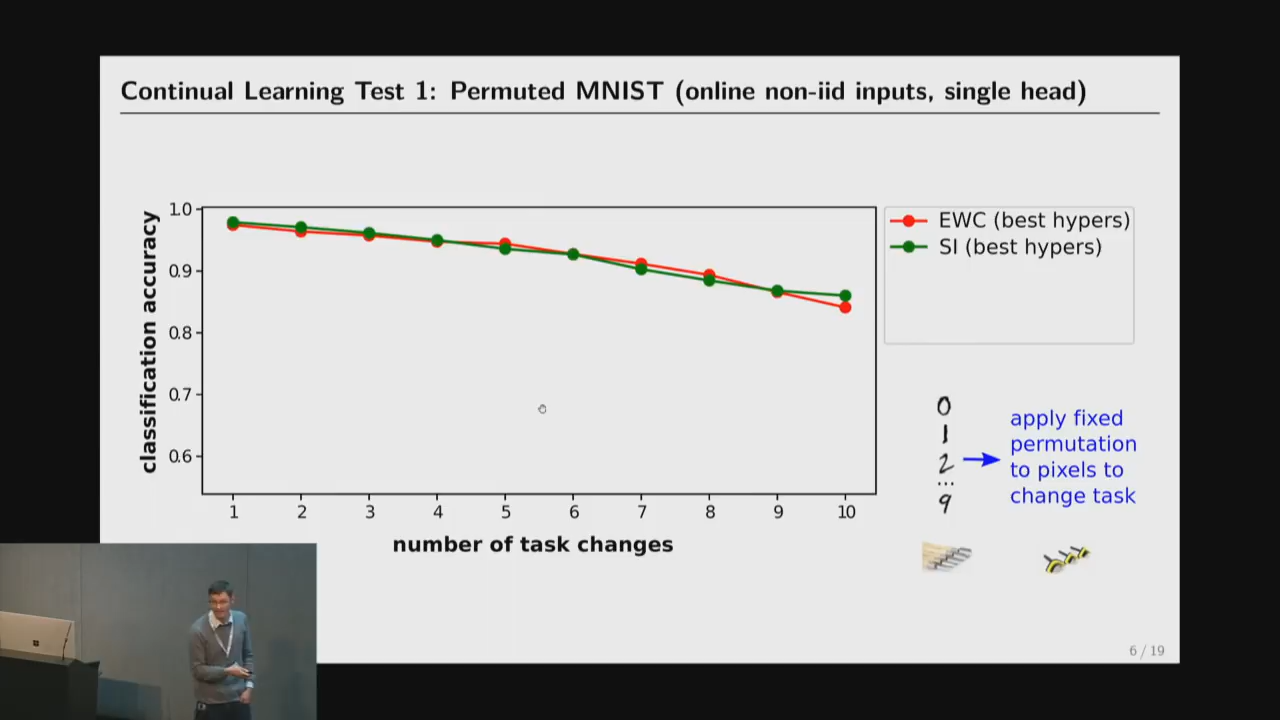 Continual Learning Test 1: Permuted MNIST (online non-iid inputs, single head)
classification accuracy
1.0
0.9
0.8
0.7
0.6
1 2 3 4 5 6 7 8 9 10
number of task changes
EWC (best hypers)
SI (best hypers)
0
1
2
...
9
apply fixed
permutation
to pixels to
change task
6 / 19